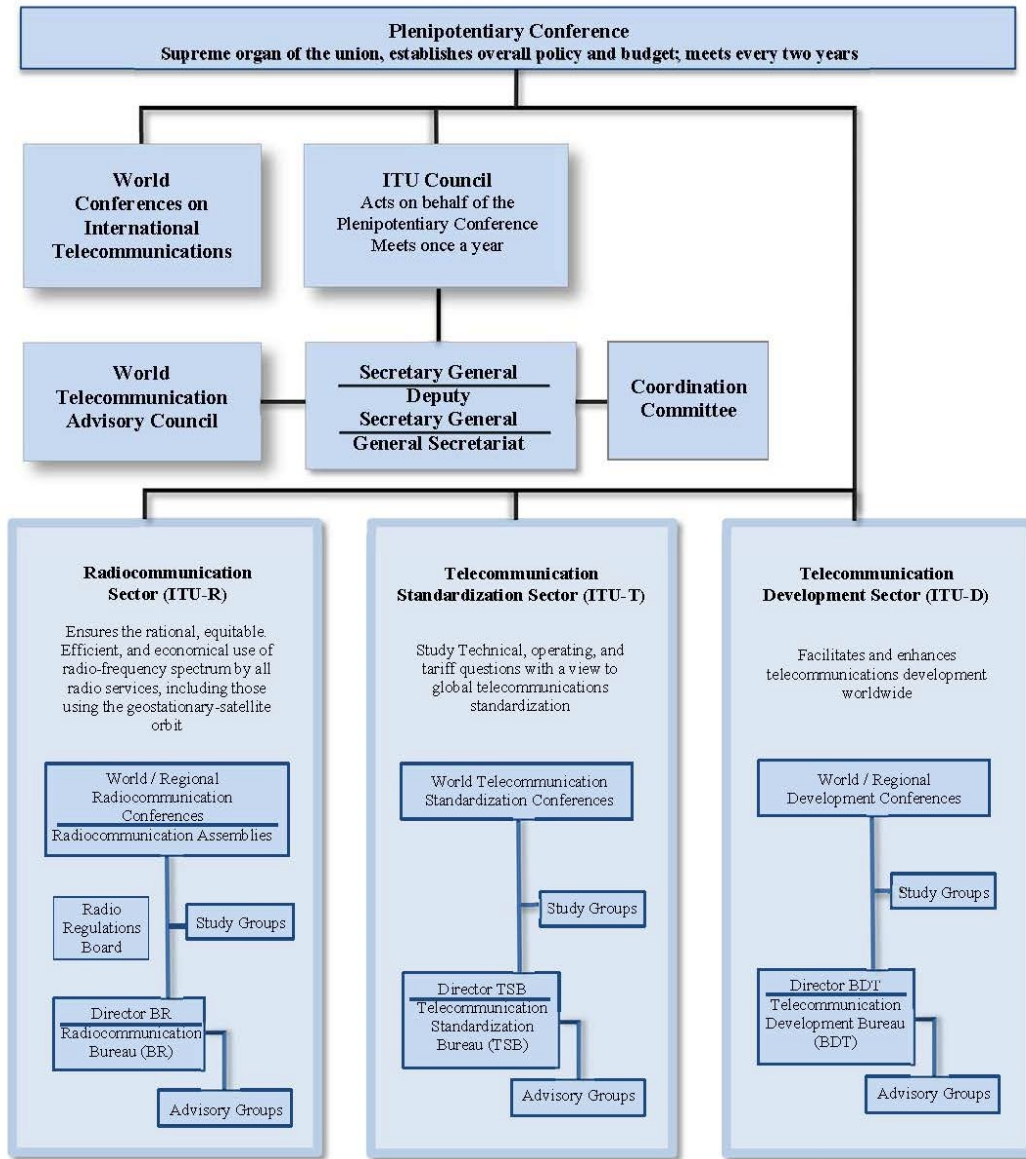 Plenipotentiary Conference
Supreme organ of the union, establishes overall policy and budget; meets every two years
World
Conferences on
International
Telecommunications
ITU Council
Acts on behalf of the
Plenipotentiary Conference
Meets once a year
World
Telecommunication
Advisory Council
Secretary General
Deputy
Secretary General
General Secretariat
Coordination
Committee
Radiocommunication
Sector (ITU-R)
Ensures the rational, equitable.
Efficient, and economical use of
radio-frequency spectrum by all
radio services, including those
using the geostationary-satellite
orbit
World / Regional
Radiocommunication
Conferences
Radiocommunication Assemblies
Radio
Regulations
Board
Study Groups
Director BR
Radiocommunication
Bureau (BR)
Advisory Groups
Telecommunication
Standardization Sector (ITU-T)
Study Technical, operating, and
tariff questions with a view to
global telecommunications
standardization
World Telecommunication
Standardization Conferences
Study Groups
Director TSB
Telecommunication
Standardization
Bureau (TSB)
Advisory Groups
Telecommunication
Development Sector (ITU-D)
Facilitates and enhances
telecommunications development
worldwide
World / Regional
Development Conferences
Study Groups
Director BDT
Telecommunication
Development Bureau
(BDT)
Advisory Groups